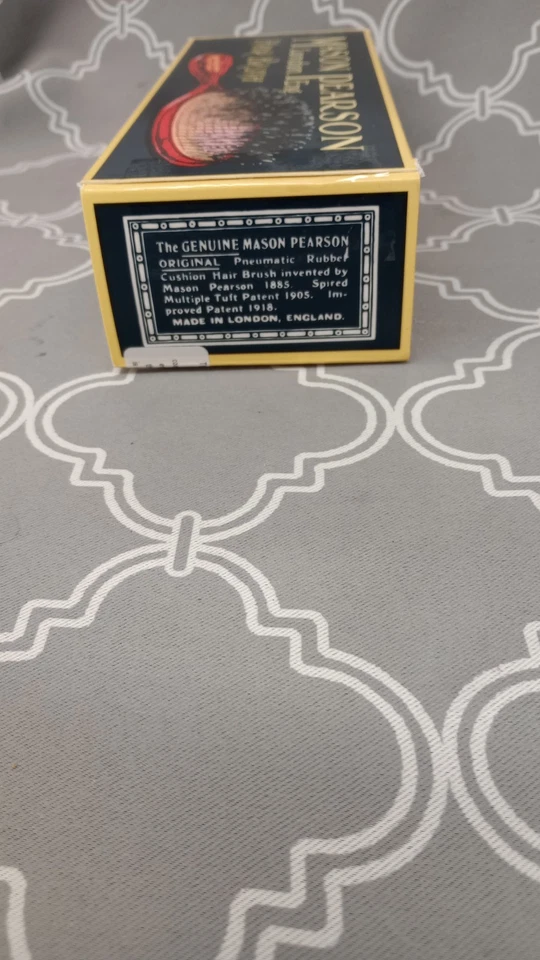 MASON PEARSON
The GENUINE MASON PEARSON
ORIGINAL Pneumatic Rubber
Cushion Hair Brush invented by
Mason Pearson 1885. Spired
Multiple Tuft Patent 1905. Im-
proved Patent 1918.
MADE IN LONDON, ENGLAND.